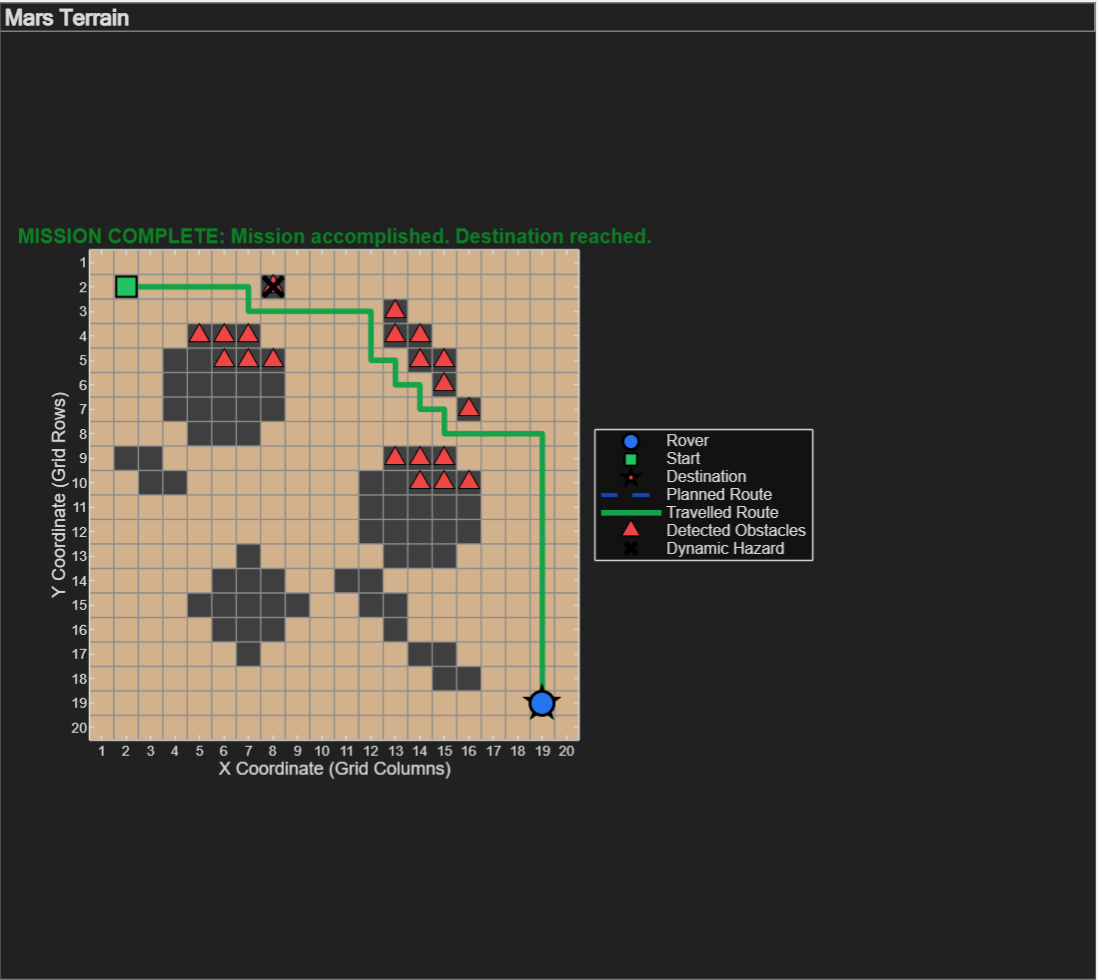 Mars Terrain
MISSION COMPLETE: Mission accomplished. Destination reached.
1
2
3
4
5
6
7
8
9
10
11
12
13
14
15
16
17
18
19
20
Y Coordinate (Grid Rows)
1 2 3 4 5 6 7 8 9 10 11 12 13 14 15 16 17 18 19 20
X Coordinate (Grid Columns)
Rover
Start
Destination
Planned Route
Travelled Route
Detected Obstacles
Dynamic Hazard